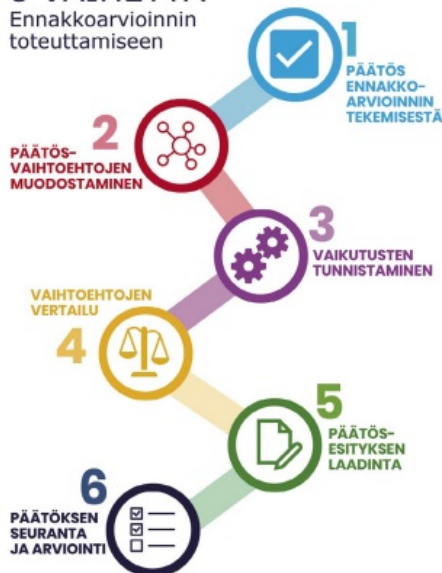 Ennakkoarvioinnin
toteuttamiseen
1
PÄÄTÖS
ENNAKKO-
ARVIOINNIN
TEKEMISESTÄ
2
PÄÄTÖS-
VAIHTOEHTOJEN
MUODOSTAMINEN
3
VAIKUTUSTEN
TUNNISTAMINEN
VAIHTOEHTOJEN
VERTAILU
4
5
PÄÄTÖS-
ESITYKSEN
LAADINTA
6
PÄÄTÖKSEN
SEURANTA
JA ARVIOINTI